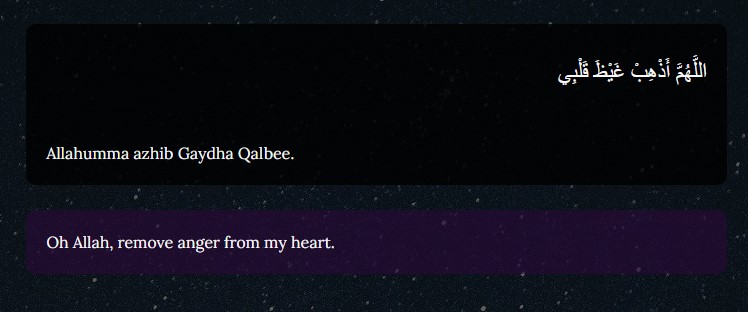 اللَّهُمَّ أَذْهِبْ غَيْظَ قَلْبِي
Allahumma azhib Gaydha Qalbee.
Oh Allah, remove anger from my heart.